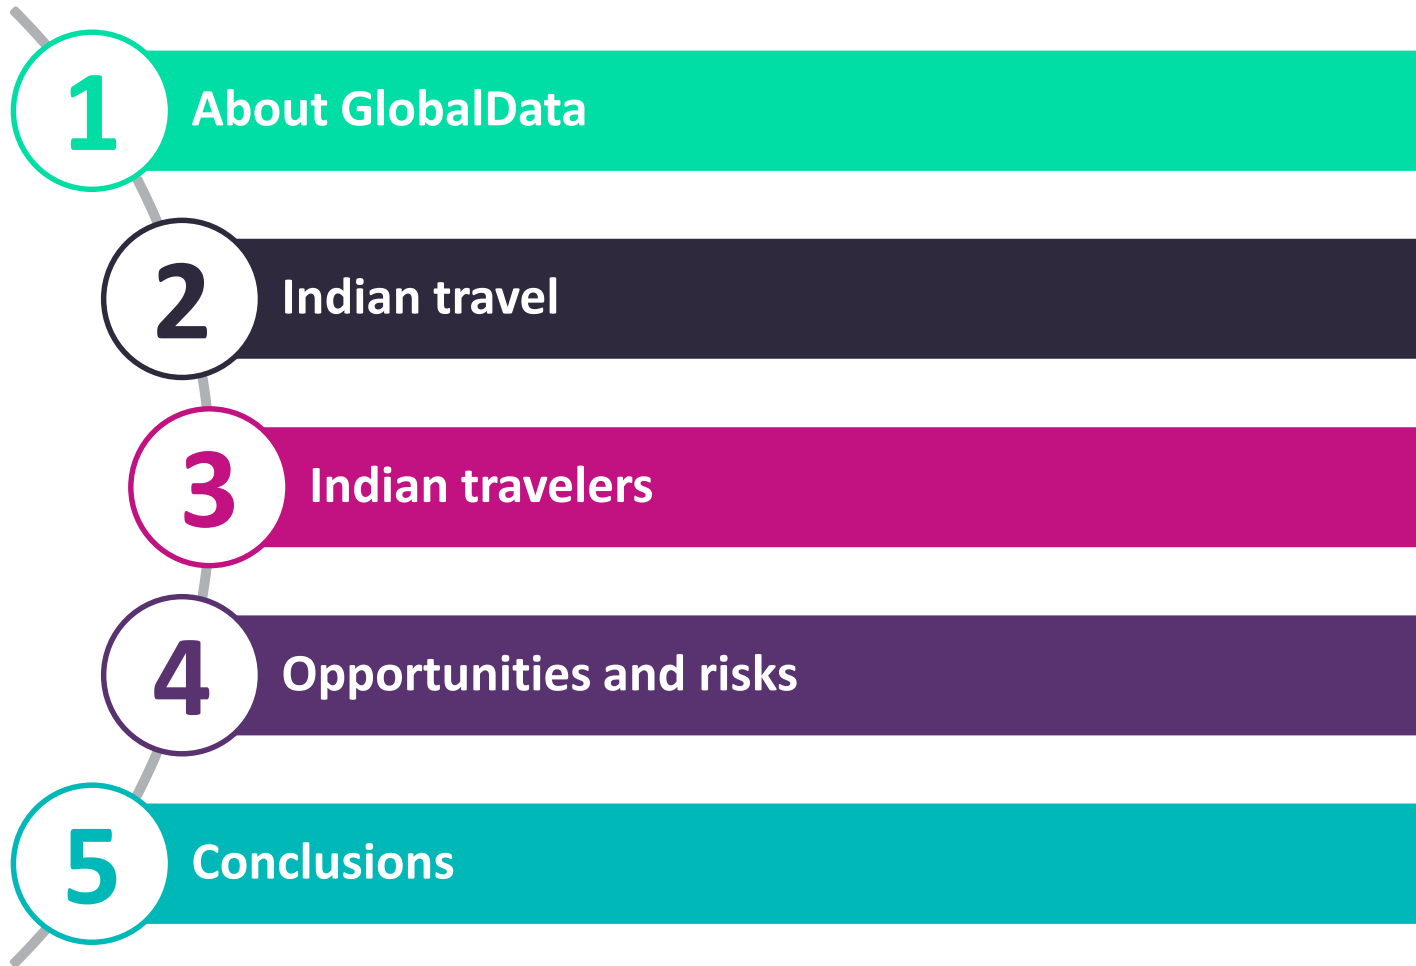 1
About GlobalData
2
Indian travel
3
Indian travelers
4
Opportunities and risks
5
Conclusions